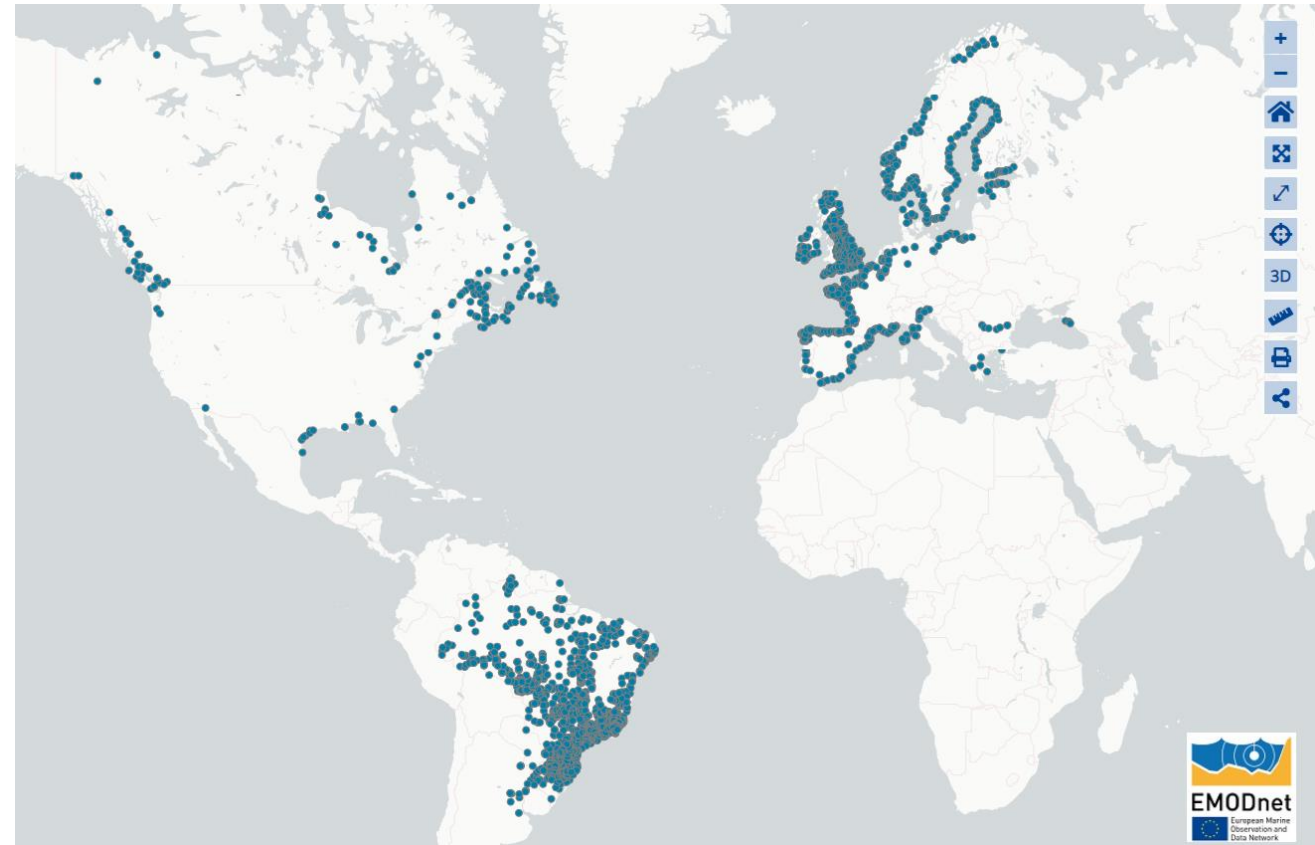 +
−
3D
EMODnet
European Marine
Observation and
Data Network